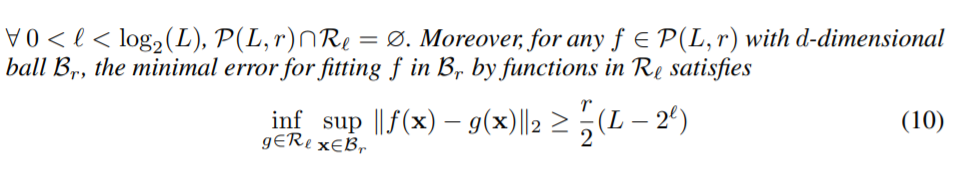 ∀ 0 < ℓ < log₂(L), 𝒫(L, r)∩ℛ_ℓ = ∅. Moreover, for any f ∈ 𝒫(L, r) with d-dimensional
ball ℬ_r, the minimal error for fitting f in ℬ_r by functions in ℛ_ℓ satisfies
inf_{g∈ℛ_ℓ} sup_{x∈ℬ_r} ‖f(x) − g(x)‖₂ ≥ r/2 (L − 2^ℓ) (10)